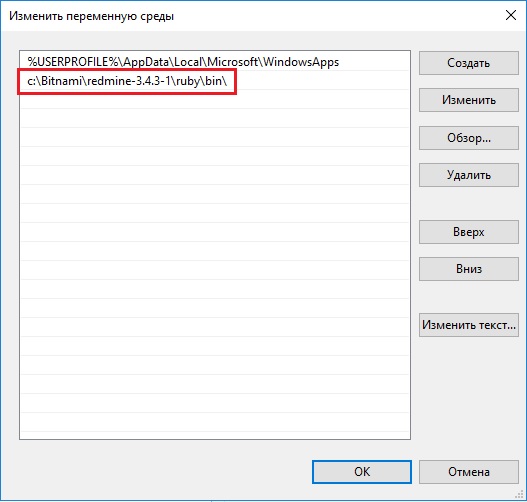 Изменить переменную среды
%USERPROFILE%\AppData\Local\Microsoft\WindowsApps
c:\Bitnami\redmine-3.4.3-1\ruby\bin\
Создать
Изменить
Обзор...
Удалить
Вверх
Вниз
Изменить текст...
ОК
Отмена